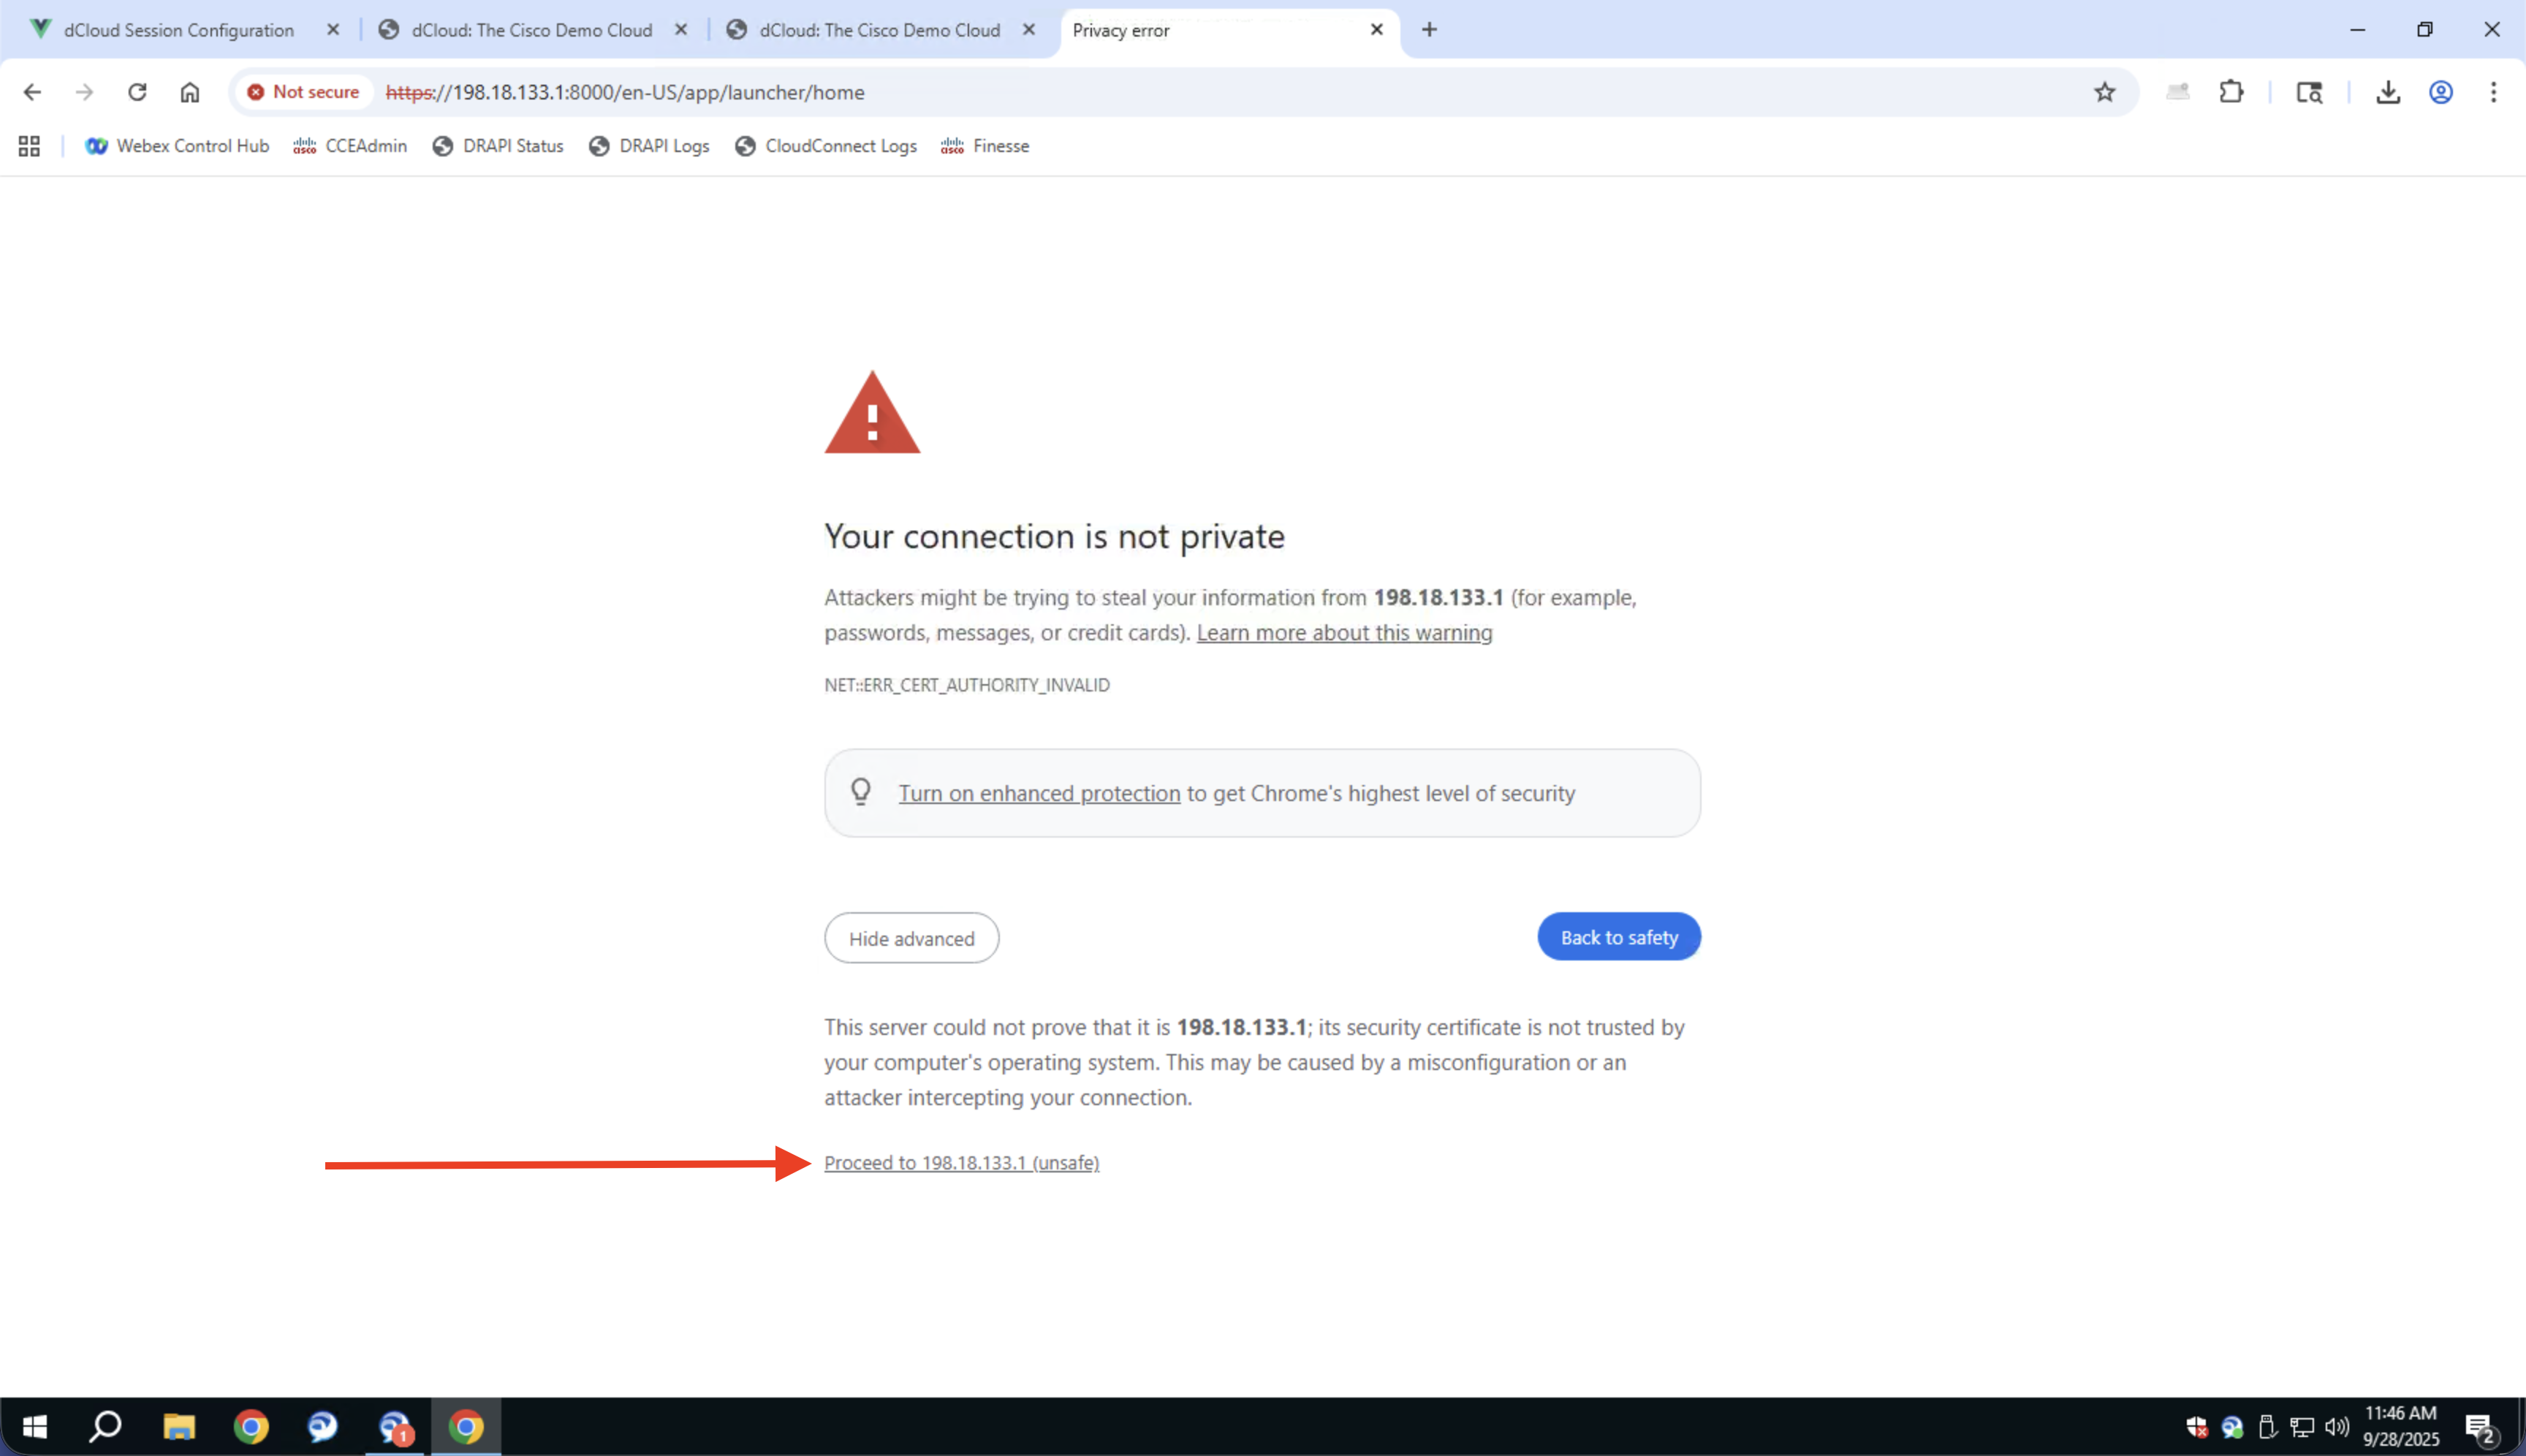 dCloud Session Configuration
dCloud: The Cisco Demo Cloud
dCloud: The Cisco Demo Cloud
Privacy error
Not secure
https://198.18.133.1:8000/en-US/app/launcher/home
Webex Control Hub
cisco
CCEAdmin
DRAPI Status
DRAPI Logs
CloudConnect Logs
cisco
Finesse
Your connection is not private
Attackers might be trying to steal your information from 198.18.133.1 (for example,
passwords, messages, or credit cards). Learn more about this warning
NET::ERR_CERT_AUTHORITY_INVALID
Turn on enhanced protection to get Chrome's highest level of security
Hide advanced
Back to safety
This server could not prove that it is 198.18.133.1; its security certificate is not trusted by
your computer's operating system. This may be caused by a misconfiguration or an
attacker intercepting your connection.
Proceed to 198.18.133.1 (unsafe)
1
11:46 AM
9/28/2025
2